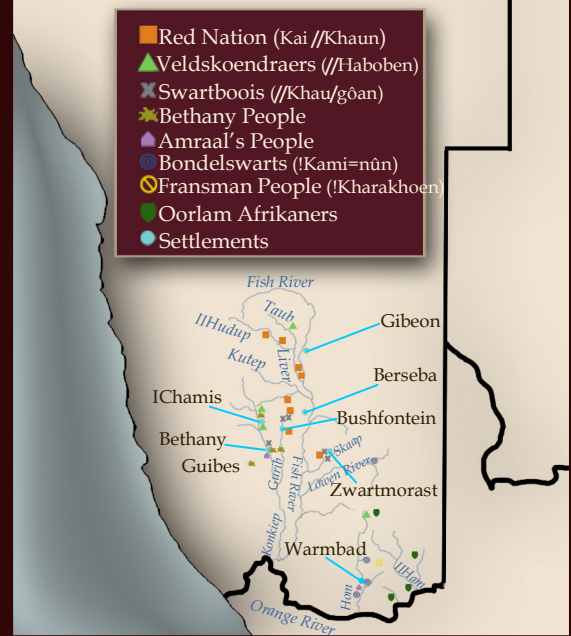 Red Nation (Kai //Khaun)
Veldskoendraers (//Haboben)
Swartboois (//Khau/gôan)
Bethany People
Amraal's People
Bondelswarts (!Kami=nûn)
Fransman People (!Kharakhoen)
Oorlam Afrikaners
Settlements
Fish River
Taub
IIHudup
Gibeon
Liver
Kutep
Berseba
IChamis
Bushfontein
Bethany
Skaap
Guibes
Garib
Fish River
Lowen River
Zwartmorast
Konkiep
Warmbad
IIHam
Hom
Orange River